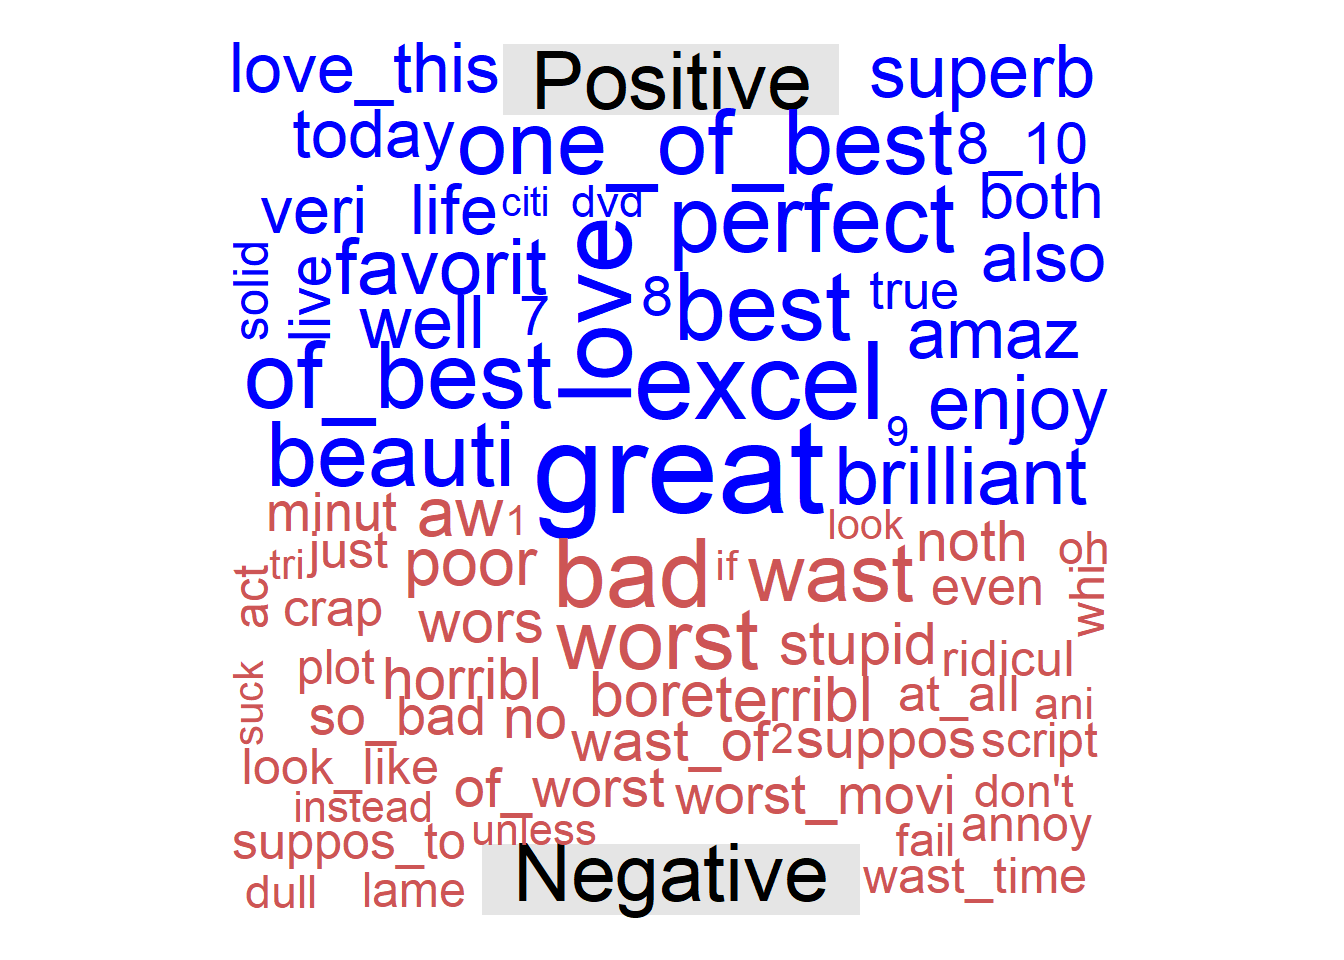 love_this Positive superb
today one_of_best 8_10
veri life citi dvd perfect both
solid live favorit love 8 best true also
well 7 amaz
of_best excel enjoy
beauti great 9 brilliant
minut aw 1 look noth oh
tri just poor bad if wast even whi
act crap wors worst stupid ridicul
suck plot horribl bore terribl at_all ani
so_bad no wast_of 2 suppos script
look_like of_worst worst_movi don't
instead unless fail annoy
suppos_to Negative wast_time
dull lame